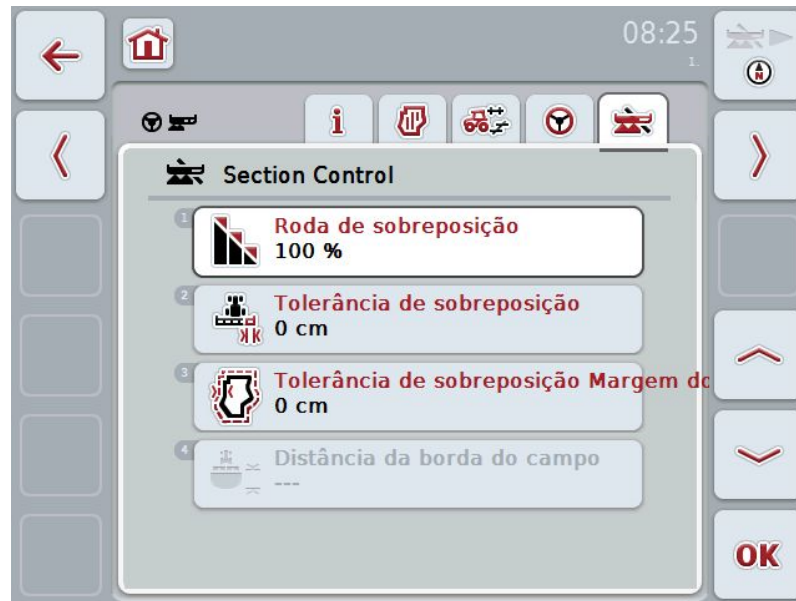 08:25
1.
N
i
Section Control
1
Roda de sobreposição
100 %
2
Tolerância de sobreposição
0 cm
3
Tolerância de sobreposição Margem do
0 cm
4
Distância da borda do campo
---
OK